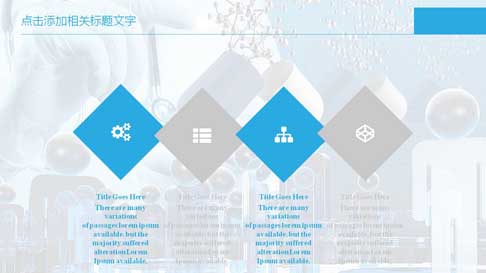 点击添加相关标题文字
Title Goes Here
There are many
variations
of passages lorem ipsum
available, but the
majority suffered
alteration Lorem
Ipsum available.
Title Goes Here
There are many
variations
of passages lorem ipsum
available, but the
majority suffered
alteration Lorem
Ipsum available.
Title Goes Here
There are many
variations
of passages lorem ipsum
available, but the
majority suffered
alteration Lorem
Ipsum available.
Title Goes Here
There are many
variations
of passages lorem ipsum
available, but the
majority suffered
alteration Lorem
Ipsum available.